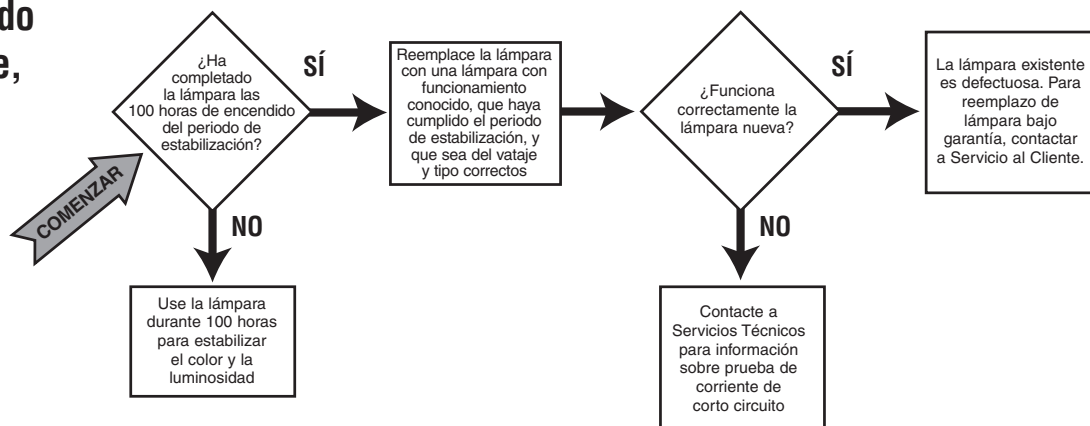 do
e,
COMENZAR
¿Ha
completado
la lámpara las
100 horas de encendido
del periodo de
estabilización?
SÍ
NO
Use la lámpara
durante 100 horas
para estabilizar
el color y la
luminosidad
Reemplace la lámpara
con una lámpara con
funcionamiento
conocido, que haya
cumplido el periodo
de estabilización, y
que sea del vataje
y tipo correctos
¿Funciona
correctamente la
lámpara nueva?
SÍ
NO
Contacte a
Servicios Técnicos
para información
sobre prueba de
corriente de
corto circuito
La lámpara existente
es defectuosa. Para
reemplazo de
lámpara bajo
garantía, contactar
a Servicio al Cliente.